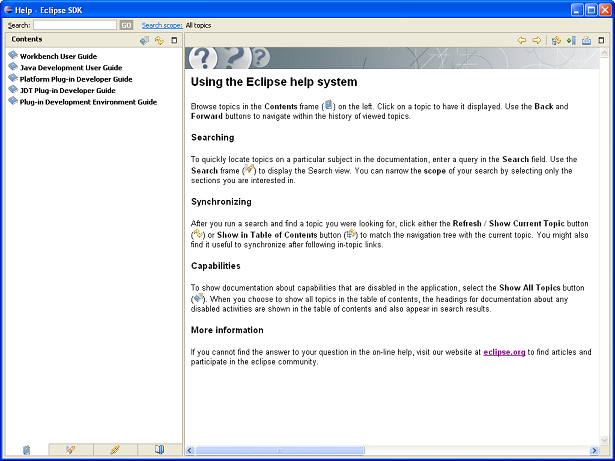 Help - Eclipse SDK
Search: GO Search scope: All topics
Contents
Workbench User Guide
Java Development User Guide
Platform Plug-in Developer Guide
JDT Plug-in Developer Guide
Plug-in Development Environment Guide
Using the Eclipse help system
Browse topics in the Contents frame ( ) on the left. Click on a topic to have it displayed. Use the Back and
Forward buttons to navigate within the history of viewed topics.
Searching
To quickly locate topics on a particular subject in the documentation, enter a query in the Search field. Use the
Search frame ( ) to display the Search view. You can narrow the scope of your search by selecting only the
sections you are interested in.
Synchronizing
After you run a search and find a topic you were looking for, click either the Refresh / Show Current Topic button
( ) or Show in Table of Contents button ( ) to match the navigation tree with the current topic. You might also
find it useful to synchronize after following in-topic links.
Capabilities
To show documentation about capabilities that are disabled in the application, select the Show All Topics button
( ). When you choose to show all topics in the table of contents, the headings for documentation about any
disabled activities are shown in the table of contents and also appear in search results.
More information
If you cannot find the answer to your question in the on-line help, visit our website at eclipse.org to find articles and
participate in the eclipse community.